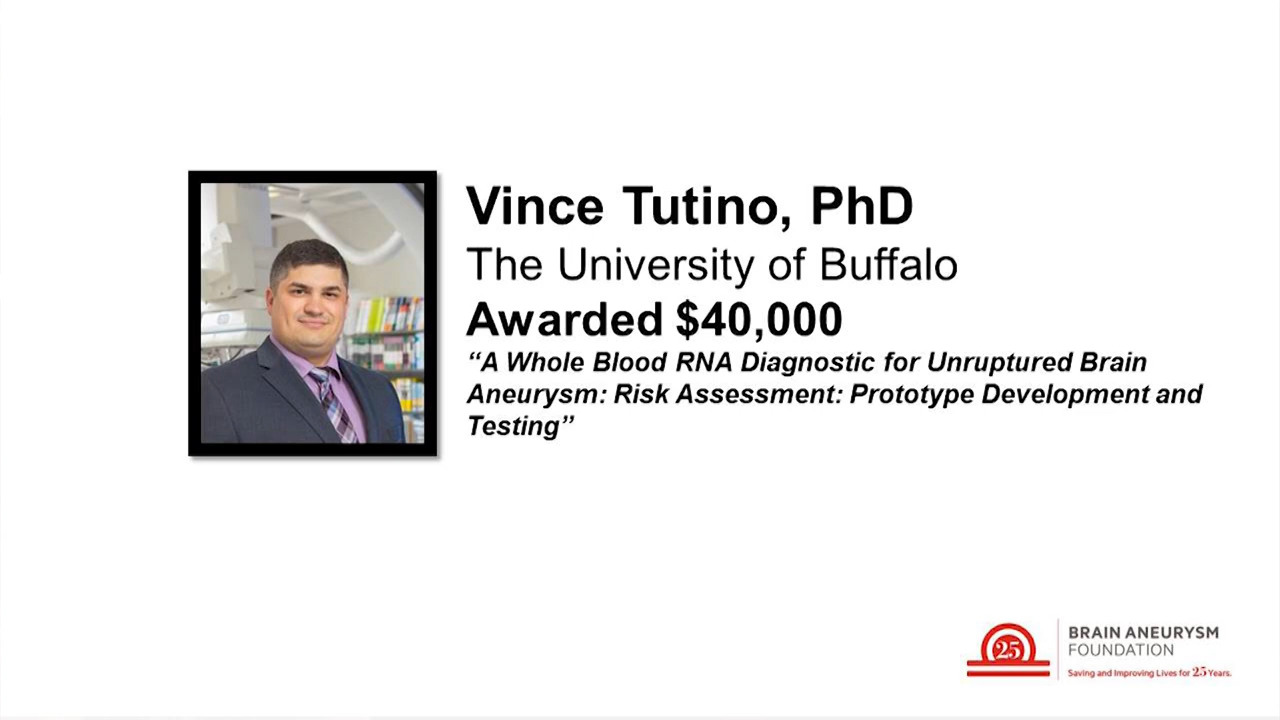 Vince Tutino, PhD
The University of Buffalo
Awarded $40,000
“A Whole Blood RNA Diagnostic for Unruptured Brain
Aneurysm: Risk Assessment: Prototype Development and
Testing”
25
BRAIN ANEURYSM
FOUNDATION
Saving and Improving Lives for 25 Years.